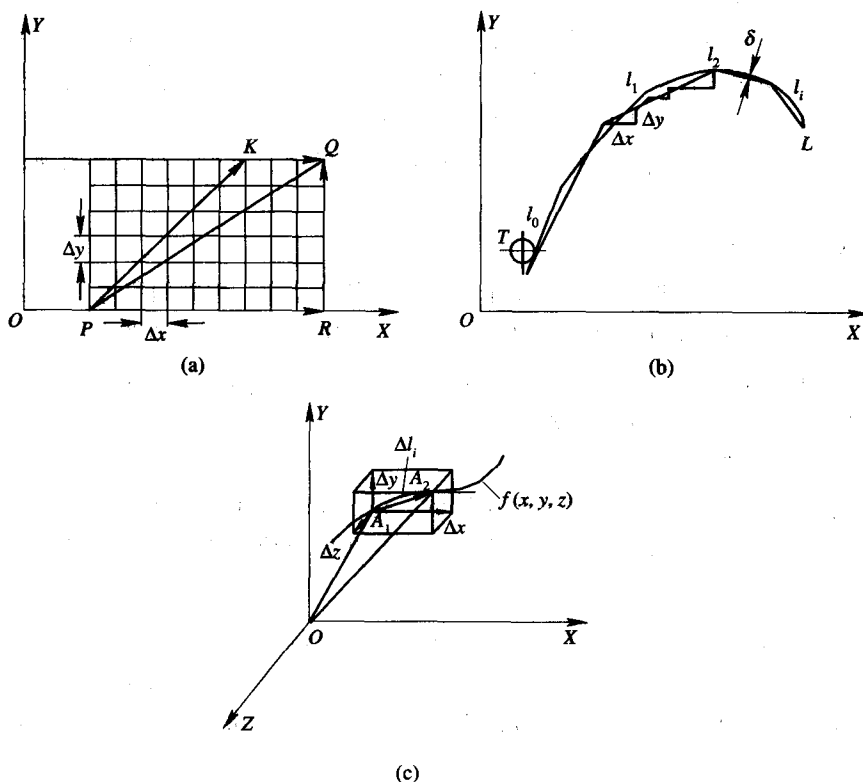 Y
K
Q
Δy
O
P
Δx
R
X
(a)
Y
δ
l₂
l₁
lᵢ
Δy
Δx
L
l₀
T
O
X
(b)
Y
Δlᵢ
Δy
A₂
f(x, y, z)
A₁
Δx
Δz
O
X
Z
(c)